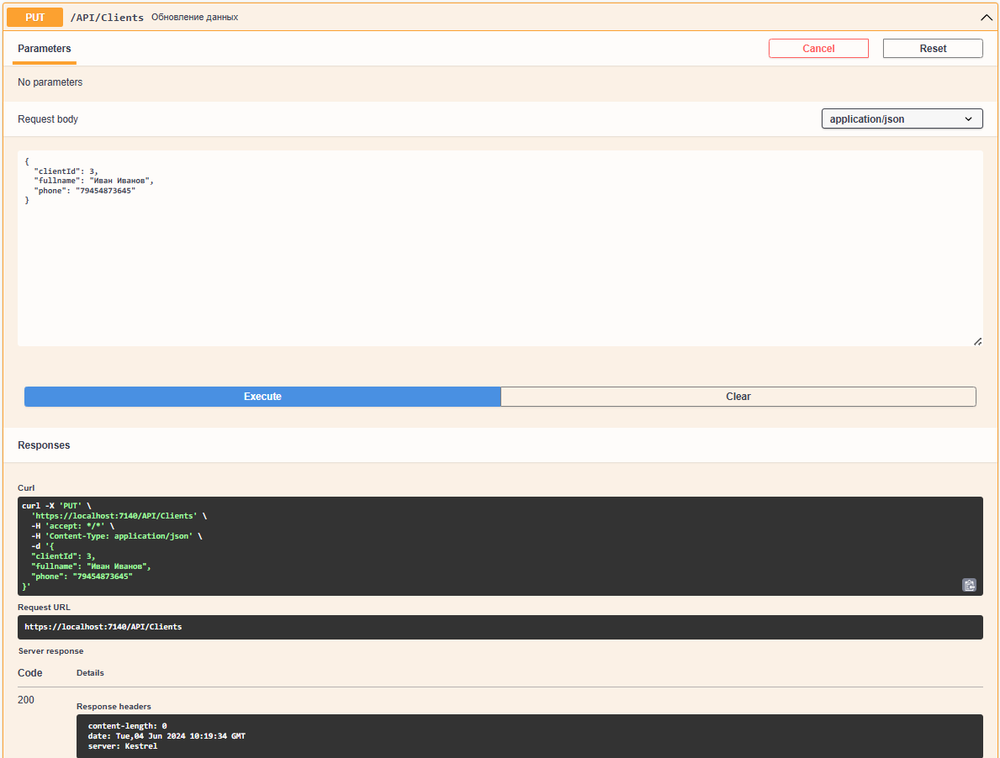 PUT /API/Clients Обновление данных
Parameters Cancel Reset
No parameters
Request body application/json
{
"clientId": 3,
"fullname": "Иван Иванов",
"phone": "79454873645"
}
Execute Clear
Responses
Curl
curl -X 'PUT' \
'https://localhost:7140/API/Clients' \
-H 'accept: */*' \
-H 'Content-Type: application/json' \
-d '{
"clientId": 3,
"fullname": "Иван Иванов",
"phone": "79454873645"
}'
Request URL
https://localhost:7140/API/Clients
Server response
Code Details
200
Response headers
content-length: 0
date: Tue,04 Jun 2024 10:19:34 GMT
server: Kestrel